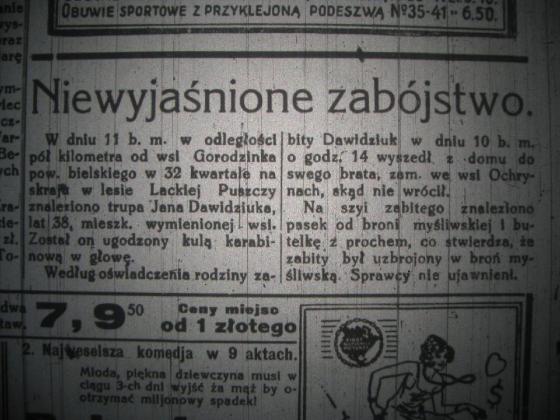 OBUWIE SPORTOWE Z PRZYKLEJONĄ PODESZWĄ Nº35-41 „ 6.50.
Niewyjaśnione zabójstwo.
W dniu 11 b. m. w odległości
pół kilometra od wsi Gorodzinka
pow. bielskiego w 32 kwartale na
skraju w lesie Lackiej Puszczy
znaleziono trupa Jana Dawidziuka,
lat 38, mieszk. wymienionej wsi.
Został on ugodzony kulą karabi-
nową w głowę.
Według oświadczenia rodziny za-
bity Dawidziuk w dniu 10 b. m.
o godz. 14 wyszedł z domu do
swego brata, zam. we wsi Ochry-
nach, skąd nie wrócił.
Na szyi zabitego znaleziono
pasek od broni myśliwskiej i bu-
telkę z prochem, co stwierdza, że
zabity był uzbrojony w broń my-
śliwską. Sprawcy nie ujawnieni.
7, 9 50
Ceny miejsc
od 1 złotego
2. Najweselsza komedja w 9 aktach.
Młoda, piękna dziewczyna musi w
ciągu 3-ch dni wyjść za mąż by o-
otrzymać miljonowy spadek!